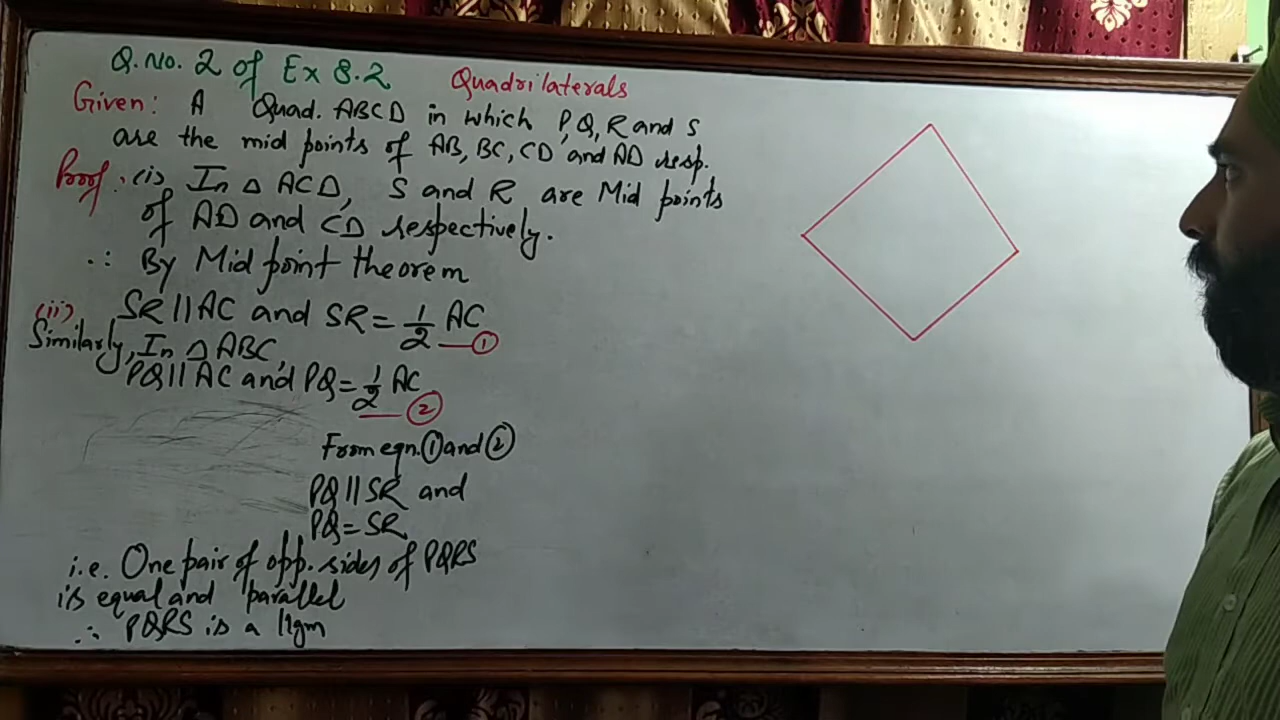 Q.No. 2 of Ex 8.2 Quadrilaterals
Given: A Quad. ABCD in which P,Q,R and S
are the mid points of AB, BC, CD and AD resp.
Proof: (i) In △ ACD, S and R are Mid points
of AD and CD respectively.
∴ By Mid point theorem
SR || AC and SR = 1/2 AC — ①
(ii) Similarly, In △ ABC,
PQ || AC and PQ = 1/2 AC — ②
From eqn. ① and ②
PQ || SR and
PQ = SR
i.e. One pair of opp. sides of PQRS
is equal and parallel
∴ PQRS is a ||gm